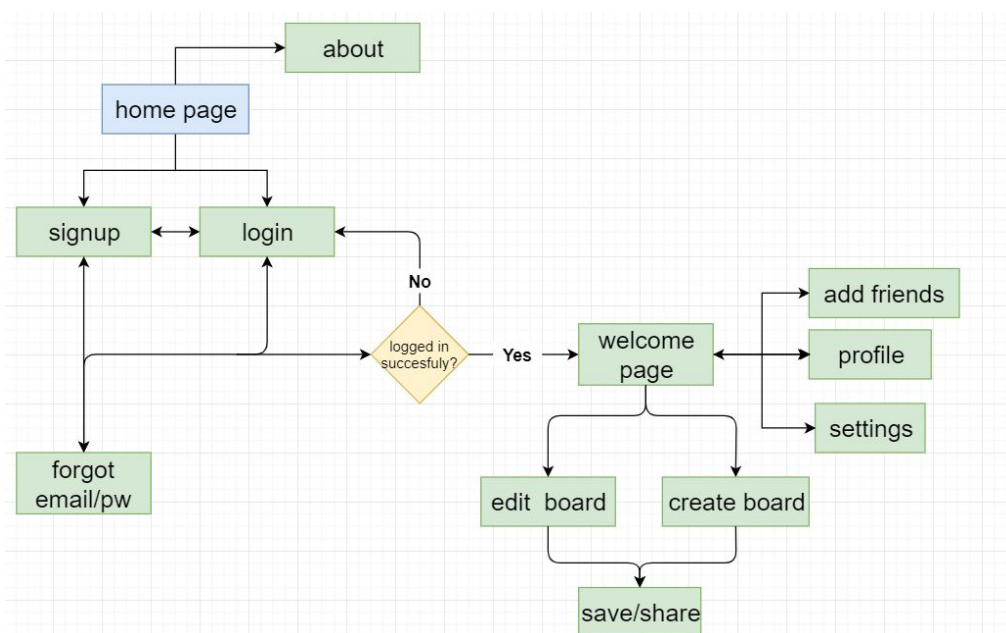 about
home page
signup
login
No
add friends
logged in
succesfuly?
Yes
welcome
page
profile
settings
forgot
email/pw
edit  board
create board
save/share